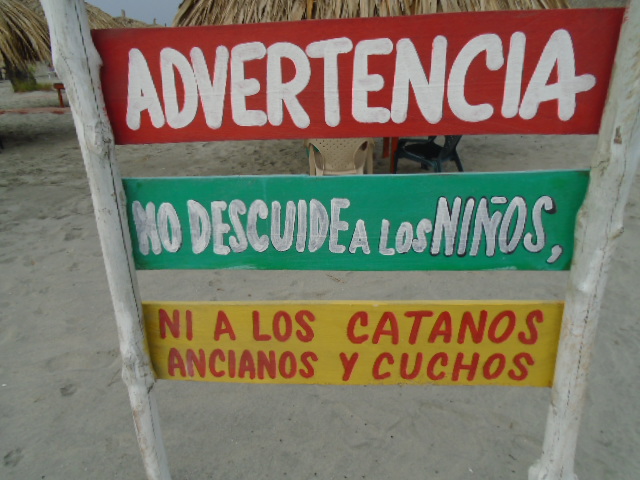 ADVERTENCIA
NO DESCUIDE A LOS NIÑOS,
NI A LOS CATANOS
ANCIANOS Y CUCHOS